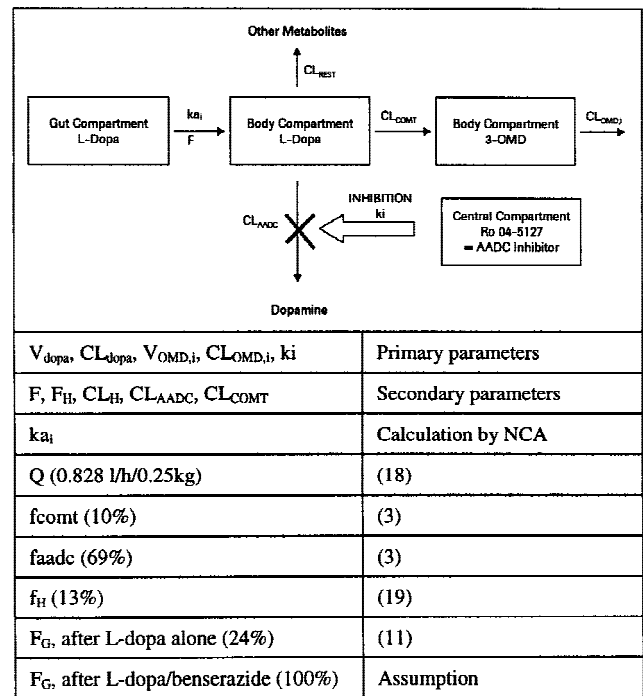 Other Metabolites
CL_REST
Gut Compartment
L-Dopa
ka_i
F
Body Compartment
L-Dopa
CL_COMT
Body Compartment
3-OMD
CL_OMD,i
CL_AADC
INHIBITION
ki
Central Compartment
Ro 04-5127
= AADC Inhibitor
Dopamine
V_dopa, CL_dopa, V_OMD,i, CL_OMD,i, ki Primary parameters
F, F_H, CL_H, CL_AADC, CL_COMT Secondary parameters
ka_i Calculation by NCA
Q (0.828 l/h/0.25kg) (18)
fcomt (10%) (3)
faadc (69%) (3)
f_H (13%) (19)
F_G, after L-dopa alone (24%) (11)
F_G, after L-dopa/benserazide (100%) Assumption